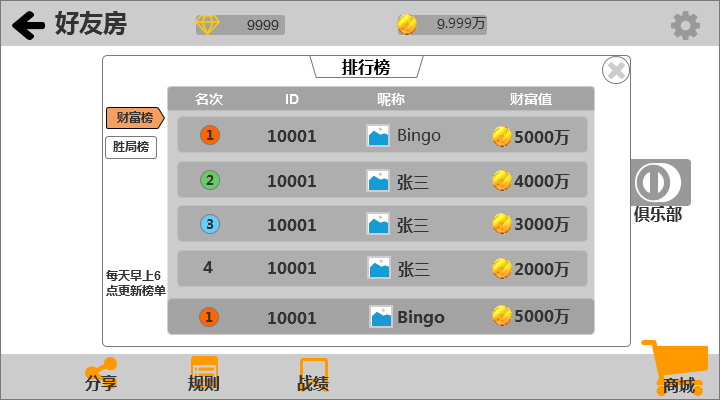 好友房
9999
9.999万
排行榜
财富榜
胜局榜
名次 ID 昵称 财富值
1 10001 Bingo 5000万
2 10001 张三 4000万
3 10001 张三 3000万
4 10001 张三 2000万
1 10001 Bingo 5000万
每天早上6
点更新榜单
俱乐部
分享 规则 战绩 商城